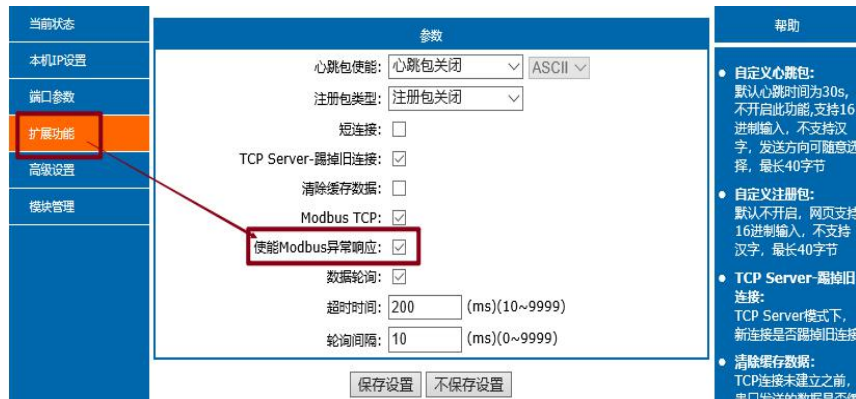 当前状态
本机IP设置
端口参数
扩展功能
高级设置
模块管理
参数
心跳包使能: 心跳包关闭 ASCII
注册包类型: 注册包关闭
短连接:
TCP Server-踢掉旧连接:
清除缓存数据:
Modbus TCP:
使能Modbus异常响应:
数据轮询:
超时时间: 200 (ms)(10~9999)
轮询间隔: 10 (ms)(0~9999)
保存设置 不保存设置
帮助
自定义心跳包:
默认心跳时间为30s,
不开启此功能,支持16
进制输入，不支持汉
字，发送方向可随意选
择，最长40字节
自定义注册包:
默认不开启，网页支持
16进制输入，不支持
汉字，最长40字节
TCP Server-踢掉旧
连接:
TCP Server模式下，
新连接是否踢掉旧连接
清除缓存数据:
TCP连接未建立之前，